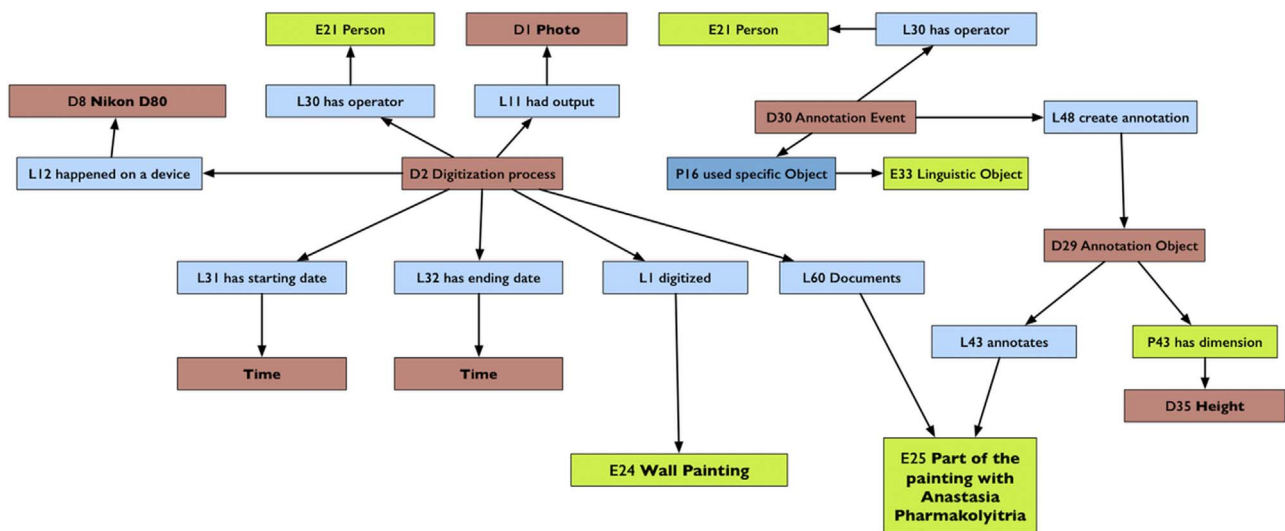 E21 Person
D1 Photo
E21 Person
L30 has operator
D8 Nikon D80
L30 has operator
L11 had output
D30 Annotation Event
L48 create annotation
L12 happened on a device
D2 Digitization process
P16 used specific Object
E33 Linguistic Object
D29 Annotation Object
L31 has starting date
L32 has ending date
L1 digitized
L60 Documents
L43 annotates
P43 has dimension
Time
Time
D35 Height
E24 Wall Painting
E25 Part of the
painting with
Anastasia
Pharmakolyitria